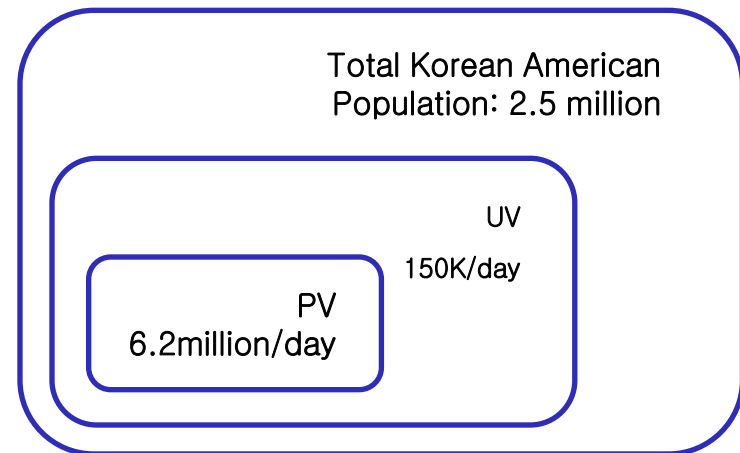 Total Korean American
Population: 2.5 million
UV
150K/day
PV
6.2million/day